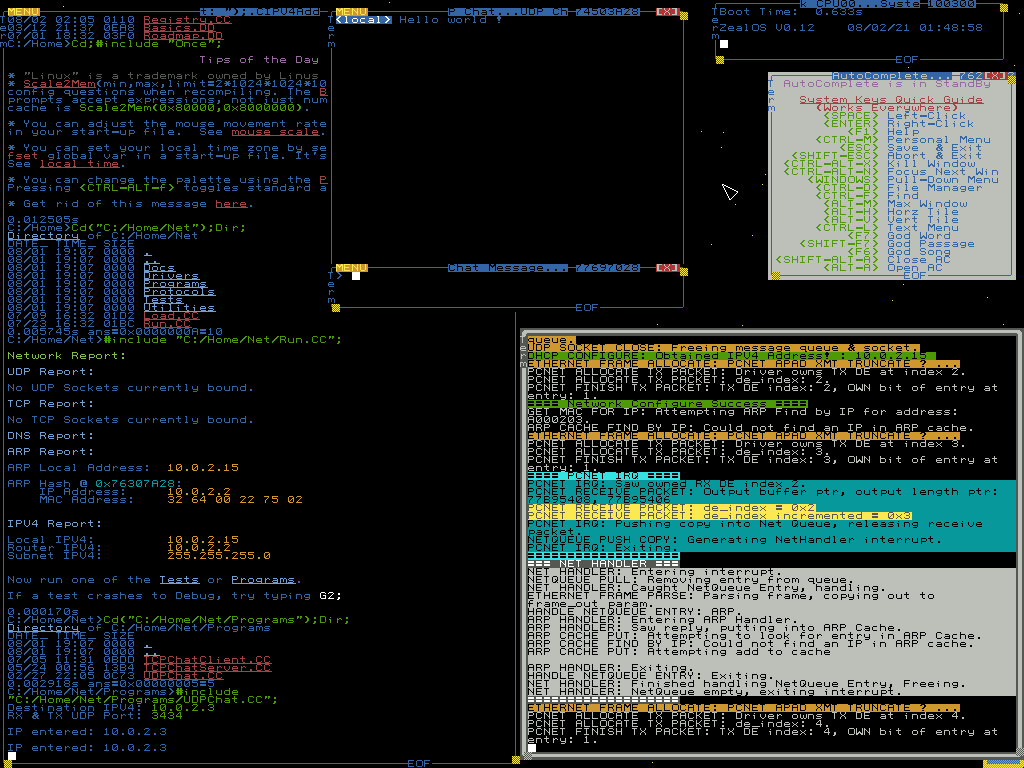 MENU
08/02 02:05 0110 Registry.CC
Basics.DD
07/01 18:32 03F0 Roadmap.DD
C:/Home>Cd;#include "Once";
Tips of the Day
* "Linux" is a trademark owned by Linus
* Scale2Mem(min,max,limit=2*1024*1024*10
config questions when recompiling. The B
prompts accept expressions, not just num
cache is Scale2Mem(0x80000,0x8000000).
* You can adjust the mouse movement rate
in your start-up file.  See mouse scale.
* You can set your local time zone by se
fset global var in a start-up file. It's
See local time.
* You can change the palette using the P
Pressing <CTRL-ALT-f> toggles standard a
* Get rid of this message here.
0.012505s
C:/Home>Cd("C:/Home/Net");Dir;
Directory of C:/Home/Net
DATE  TIME  SIZE
08/01 19:07 0000 .
08/01 19:07 0000 ..
08/01 19:07 0000 Docs
08/01 19:07 0000 Drivers
08/01 19:07 0000 Programs
08/01 19:07 0000 Protocols
08/01 19:07 0000 Tests
08/01 19:07 0000 Utilities
07/09 16:32 01D2 Load.CC
07/23 16:32 01BC Run.CC
0.005745s ans=0x0000000A=10
C:/Home/Net>#include "C:/Home/Net/Run.CC";
Network Report:
UDP Report:
No UDP Sockets currently bound.
TCP Report:
No TCP Sockets currently bound.
DNS Report:
ARP Report:
ARP Local Address:  10.0.2.15
ARP Hash @ 0x76307A28:
IP Address:      10.0.2.2
MAC Address:     32 64 00 22 75 02
IPV4 Report:
Local IPV4:         10.0.2.15
Router IPV4:        10.0.2.2
Subnet IPV4:        255.255.255.0
Now run one of the Tests or Programs.
If a test crashes to Debug, try typing G2;
0.000170s
C:/Home/Net>Cd("C:/Home/Net/Programs");Dir;
Directory of C:/Home/Net/Programs
DATE  TIME  SIZE
08/01 19:07 0000 .
08/01 19:07 0000 ..
07/05 11:31 0BDD TCPChatClient.CC
05/24 00:56 13B4 TCPChatServer.CC
02/27 22:05 0C73 UDPChat.CC
0.002918s ans=0x00000005=5
C:/Home/Net/Programs>#include
"C:/Home/Net/Programs/UDPChat.CC";
Destination IPV4: 10.0.2.3
RX & TX UDP Port: 3434
IP entered: 10.0.2.3
IP entered: 10.0.2.3
EOF
MENU P Chat...UDP Ch 74503A28 [X]
<local> Hello world !
MENU Chat Message... 77697028 [X]
>
EOF
Boot Time:  0.633s
ZealOS V0.12    08/02/21 01:48:58
EOF
AutoComplete... 762 [X]
AutoComplete is in StandBy
System Keys Quick Guide
(Works Everywhere)
<SPACE> Left-Click
<ENTER> Right-Click
<F1> Help
<CTRL-M> Personal Menu
<ESC> Save  & Exit
<SHIFT-ESC> Abort & Exit
<CTRL-ALT-X> Kill Window
<CTRL-ALT-N> Focus Next Win
<WINDOWS> Pull-Down Menu
<CTRL-D> File Manager
<CTRL-F> Find
<ALT-M> Max Window
<ALT-H> Horz Tile
<ALT-V> Vert Tile
<CTRL-L> Text Menu
<F7> God Word
<SHIFT-F7> God Passage
<F6> God Song
<SHIFT-ALT-A> Close AC
<ALT-A> Open AC
EOF
queue.
UDP SOCKET CLOSE: Freeing message queue & socket.
DHCP CONFIGURE: Obtained IPV4 Address! : 10.0.2.15
ETHERNET FRAME ALLOCATE: PCNET APAD XMT TRUNCATE ? ...
PCNET ALLOCATE TX PACKET: Driver owns TX DE at index 2.
PCNET ALLOCATE TX PACKET: de_index: 2.
PCNET FINISH TX PACKET: TX DE index: 2, OWN bit of entry at
entry: 1.
==== Network Configure Success ====
GET MAC FOR IP: Attempting ARP Find by IP for address:
A000203.
ARP CACHE FIND BY IP: Could not find an IP in ARP cache.
ETHERNET FRAME ALLOCATE: PCNET APAD XMT TRUNCATE ? ...
PCNET ALLOCATE TX PACKET: Driver owns TX DE at index 3.
PCNET ALLOCATE TX PACKET: de_index: 3.
PCNET FINISH TX PACKET: TX DE index: 3, OWN bit of entry at
entry: 1.
==== PCNET IRQ ====
PCNET IRQ: Saw owned RX DE index 2.
PCNET RECEIVE PACKET: Output buffer ptr, output length ptr:
77B95408, 77B95406
PCNET RECEIVE PACKET: de_index = 0x2
PCNET RECEIVE PACKET: de_index incremented = 0x3
PCNET IRQ: Pushing copy into Net Queue, releasing receive
packet.
NETQUEUE PUSH COPY: Generating NetHandler interrupt.
PCNET IRQ: Exiting.
===================
=== NET HANDLER ===
NET HANDLER: Entering interrupt.
NETQUEUE PULL: Removing entry from queue.
NET HANDLER: Caught NetQueue Entry, handling.
ETHERNET FRAME PARSE: Parsing frame, copying out to
frame_out param.
HANDLE NETQUEUE ENTRY: ARP.
ARP HANDLER: Entering ARP Handler.
ARP HANDLER: Saw reply, putting into ARP Cache.
ARP CACHE PUT: Attempting to look for entry in ARP Cache.
ARP CACHE FIND BY IP: Could not find an IP in ARP cache.
ARP CACHE PUT: Attempting add to cache
ARP HANDLER: Exiting.
HANDLE NETQUEUE ENTRY: Exiting.
NET HANDLER: Finished handling NetQueue Entry, Freeing.
NET HANDLER: NetQueue empty, exiting interrupt.
===================
ETHERNET FRAME ALLOCATE: PCNET APAD XMT TRUNCATE ? ...
PCNET ALLOCATE TX PACKET: Driver owns TX DE at index 4.
PCNET ALLOCATE TX PACKET: de_index: 4.
PCNET FINISH TX PACKET: TX DE index: 4, OWN bit of entry at
entry: 1.